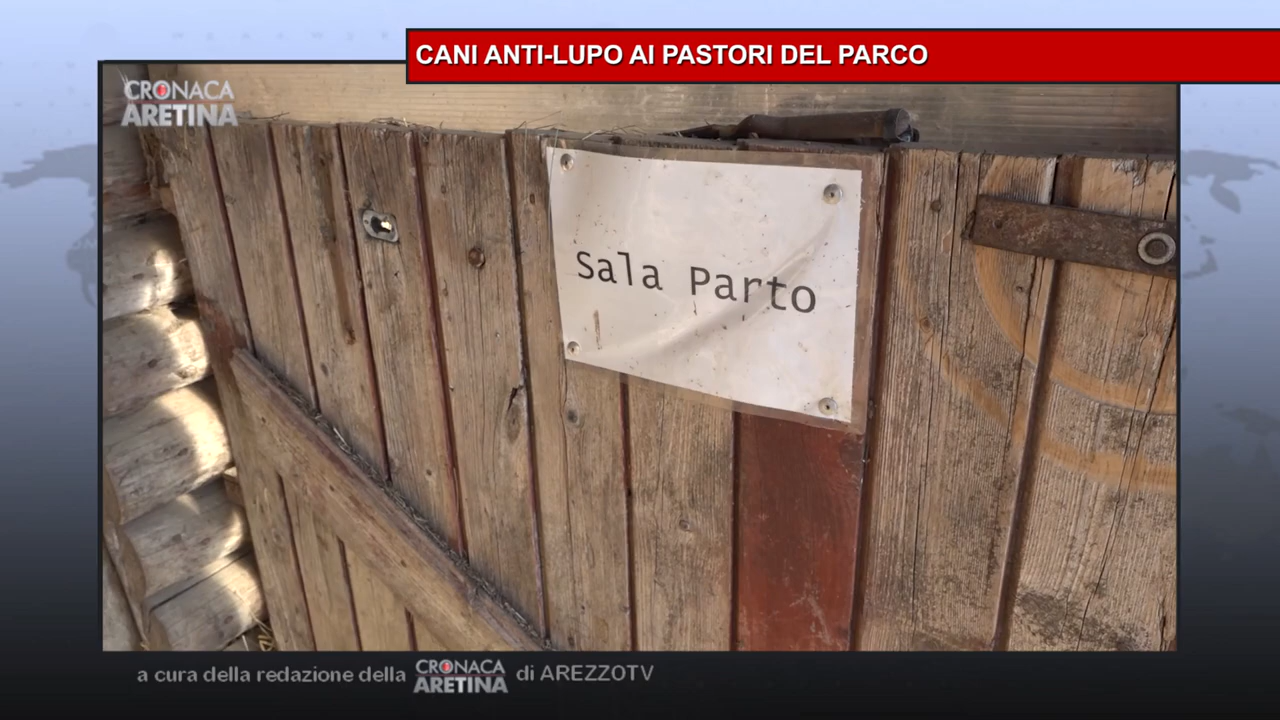 CANI ANTI-LUPO AI PASTORI DEL PARCO
CRONACA
ARETINA
Sala Parto
a cura della redazione della CRONACA ARETINA di AREZZOTV